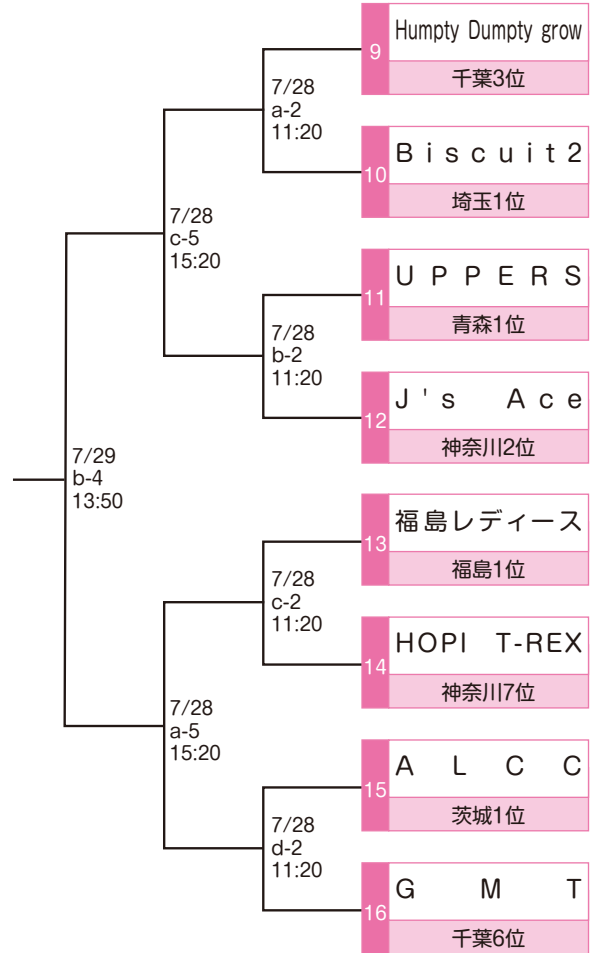 9
Humpty Dumpty grow
千葉3位
7/28
a-2
11:20
10
Biscuit2
埼玉1位
7/28
c-5
15:20
11
UPPERS
青森1位
7/28
b-2
11:20
12
J's Ace
神奈川2位
7/29
b-4
13:50
13
福島レディース
福島1位
7/28
c-2
11:20
14
HOPI T-REX
神奈川7位
7/28
a-5
15:20
15
ALCC
茨城1位
7/28
d-2
11:20
16
GMT
千葉6位